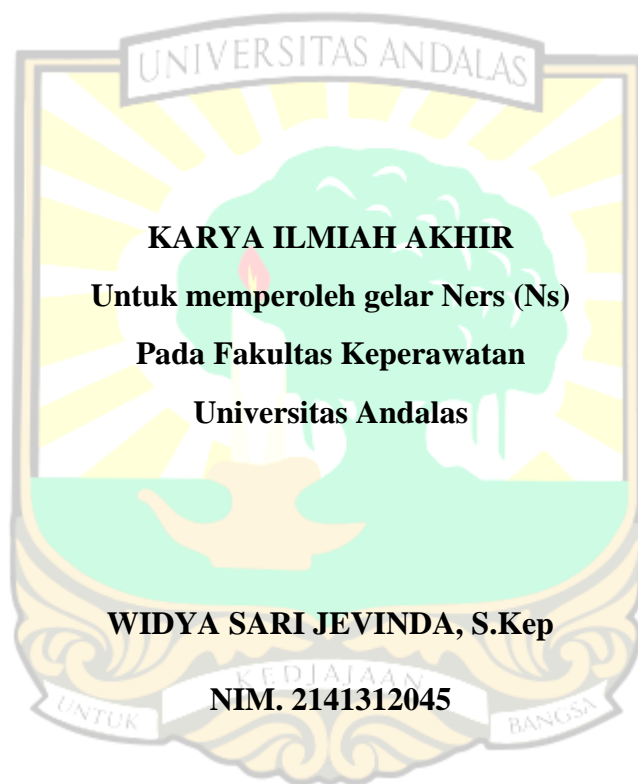 UNIVERSITAS ANDALAS
KARYA ILMIAH AKHIR
Untuk memperoleh gelar Ners (Ns)
Pada Fakultas Keperawatan
Universitas Andalas
WIDYA SARI JEVINDA, S.Kep
KEDJAJAAN
NIM. 2141312045
UNTUK
BANGSA